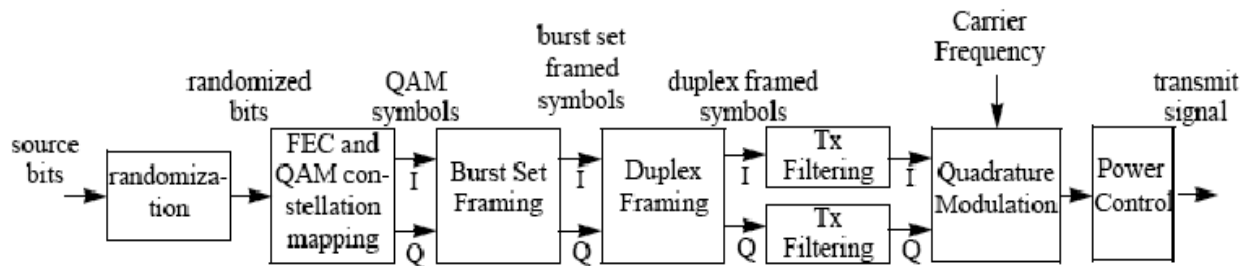 source
bits
randomiza-
tion
randomized
bits
FEC and
QAM con-
stellation
mapping
QAM
symbols
I
Q
Burst Set
Framing
burst set
framed
symbols
I
Q
Duplex
Framing
duplex framed
symbols
I
Q
Tx
Filtering
Tx
Filtering
I
Q
Carrier
Frequency
Quadrature
Modulation
Power
Control
transmit
signal